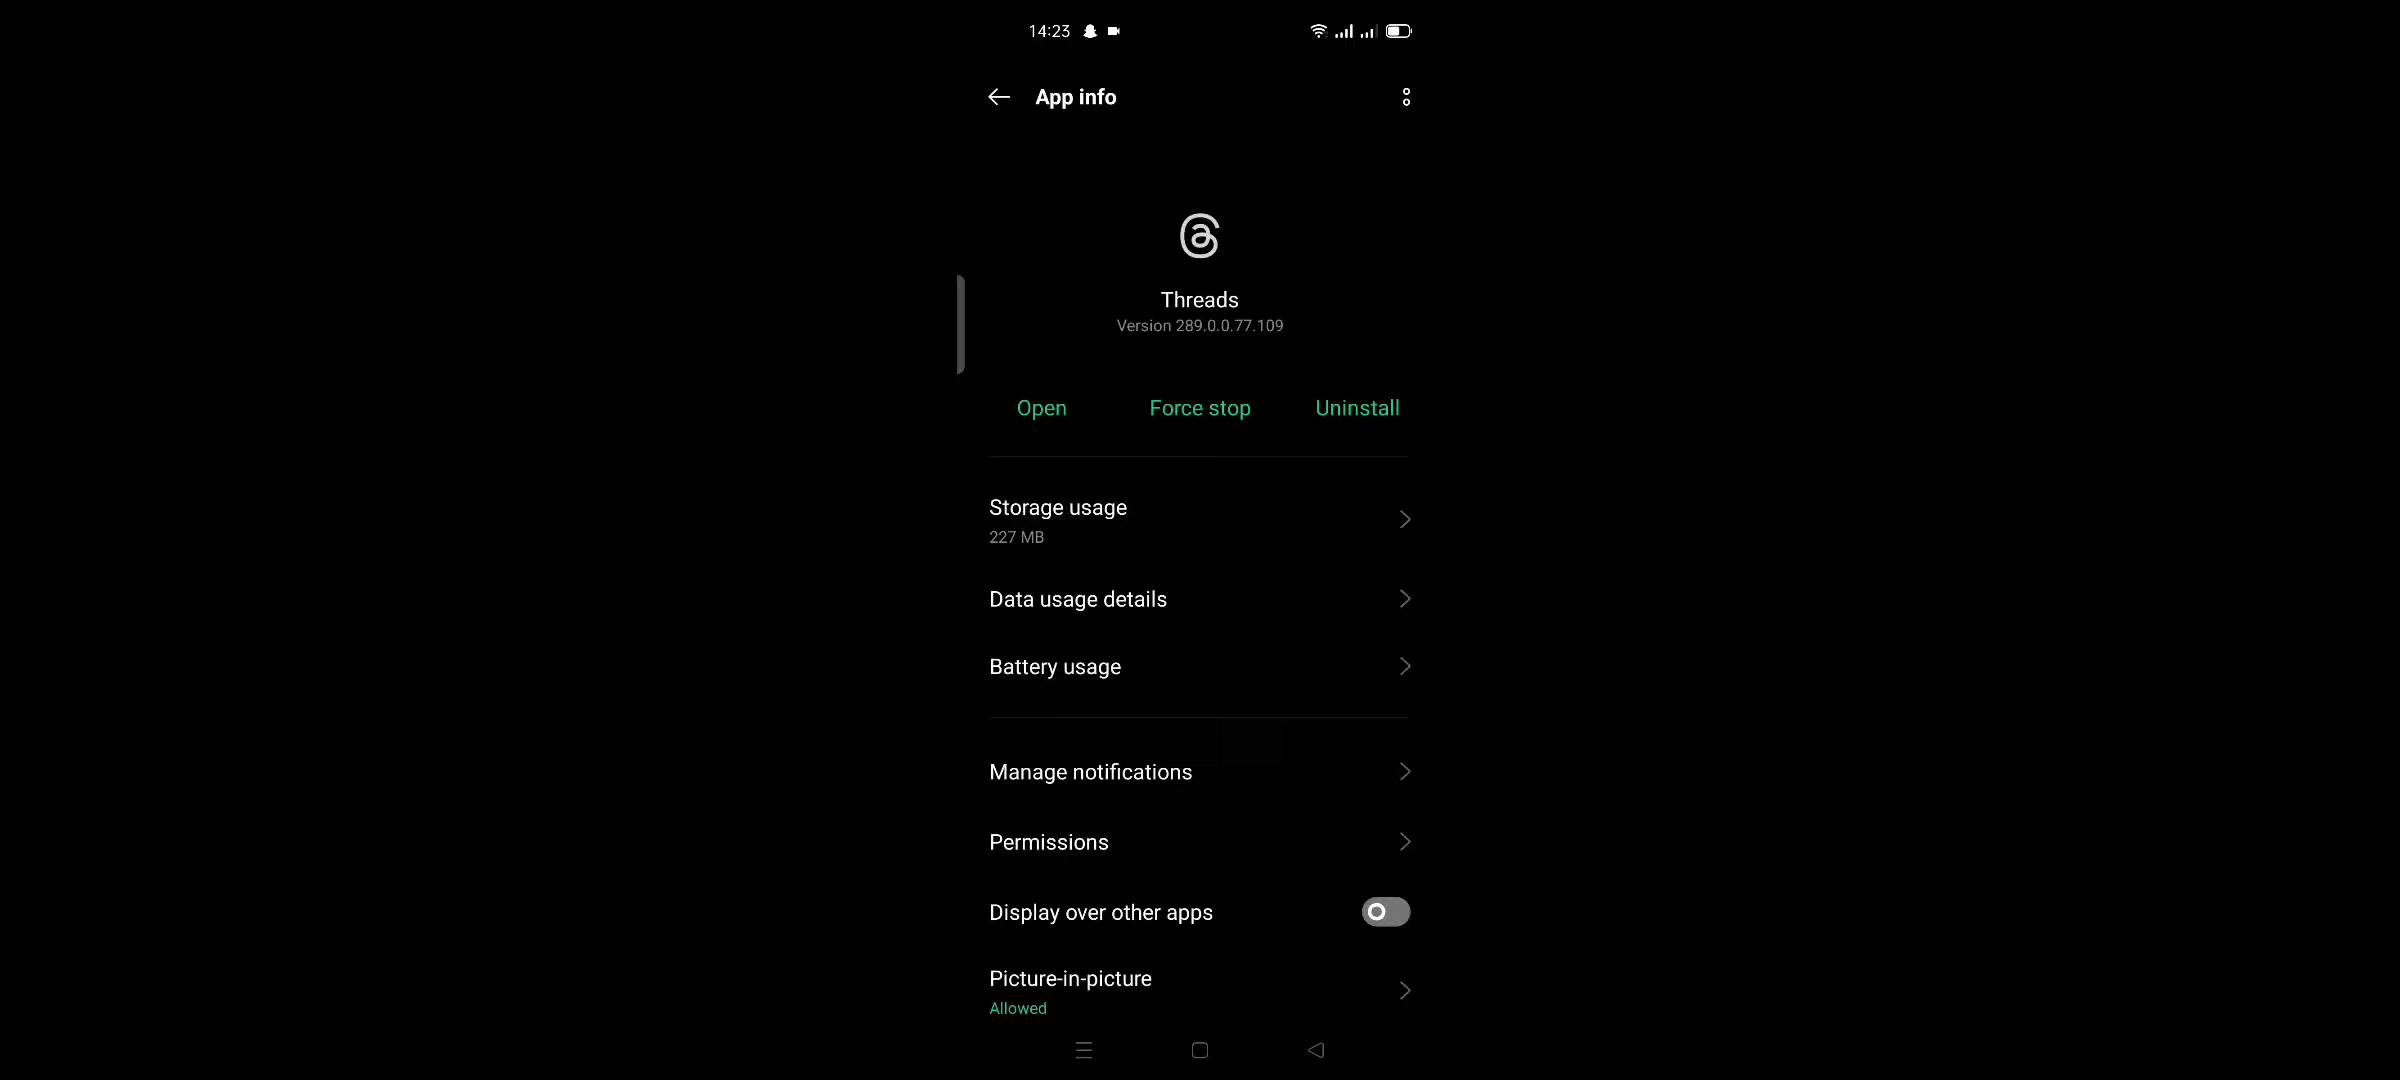 14:23
App info
Threads
Version 289.0.0.77.109
Open Force stop Uninstall
Storage usage
227 MB
Data usage details
Battery usage
Manage notifications
Permissions
Display over other apps
Picture-in-picture
Allowed